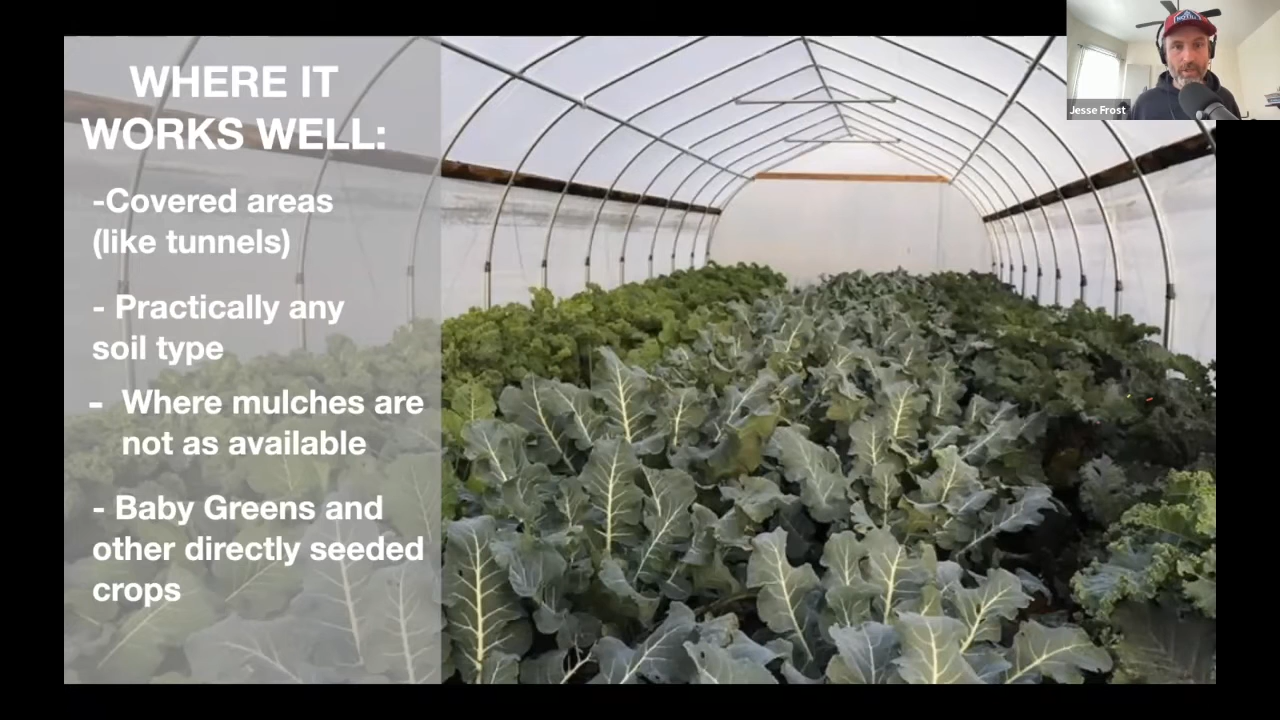 WHERE IT
WORKS WELL:
-Covered areas
(like tunnels)
- Practically any
soil type
- Where mulches are
not as available
- Baby Greens and
other directly seeded
crops
Jesse Frost